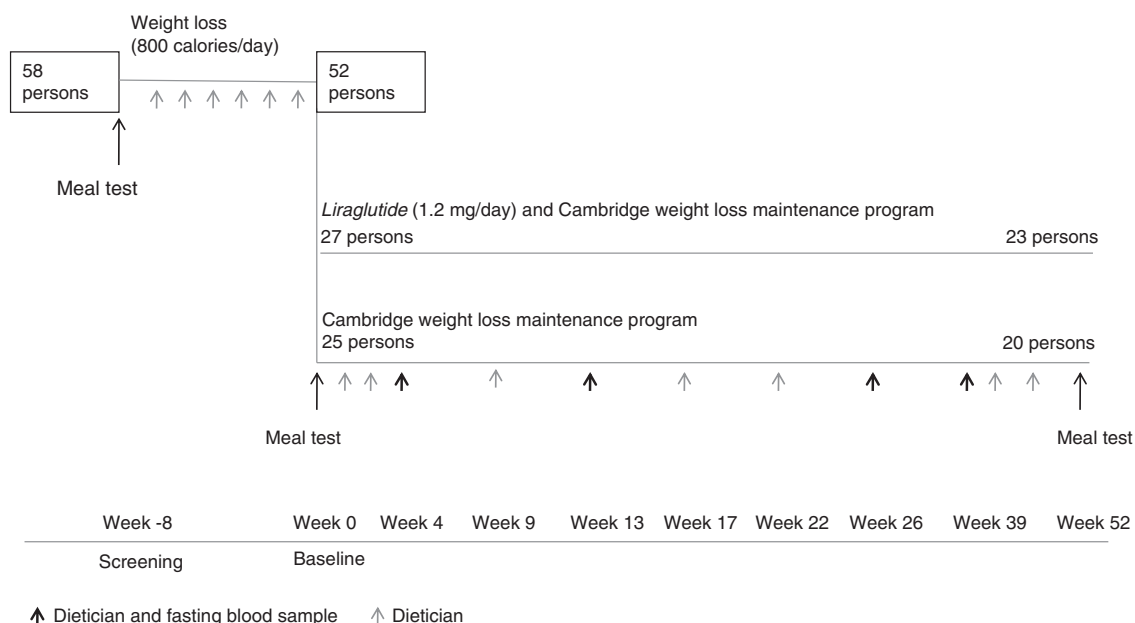 Weight loss
(800 calories/day)
58
persons
52
persons
Meal test
Liraglutide (1.2 mg/day) and Cambridge weight loss maintenance program
27 persons
23 persons
Cambridge weight loss maintenance program
25 persons
20 persons
Meal test
Meal test
Week -8
Week 0
Week 4
Week 9
Week 13
Week 17
Week 22
Week 26
Week 39
Week 52
Screening
Baseline
Dietician and fasting blood sample
Dietician